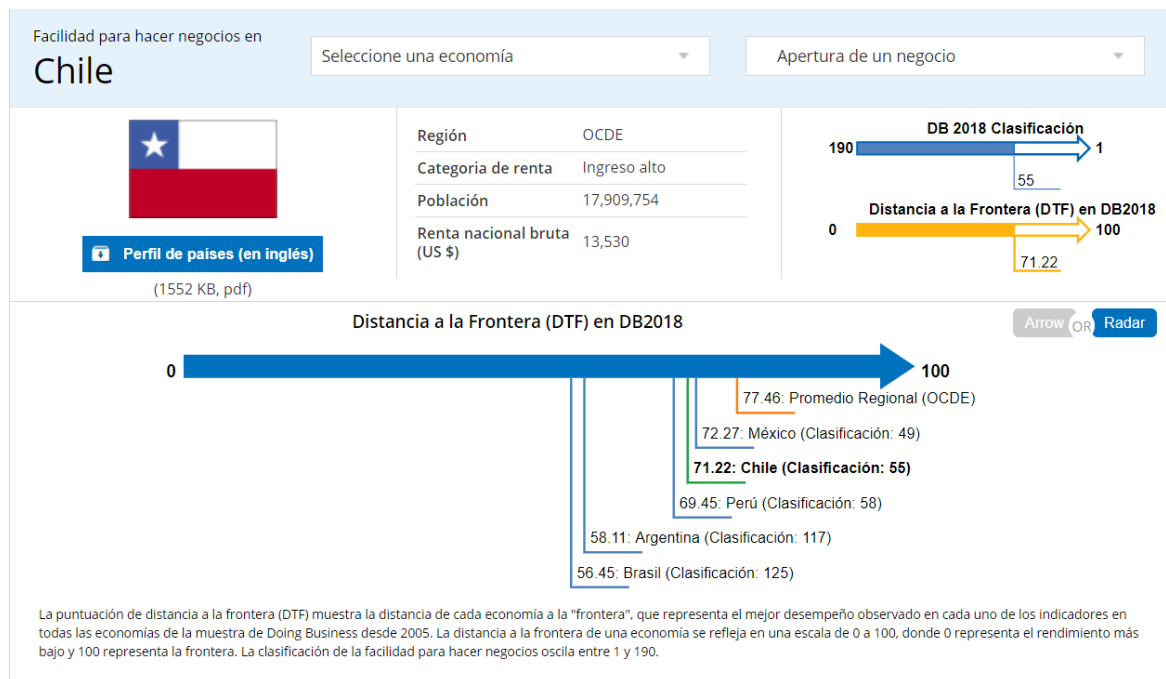 Facilidad para hacer negocios en
Chile
Seleccione una economía
Apertura de un negocio
Perfil de países (en inglés)
(1552 KB, pdf)
Región OCDE
Categoria de renta Ingreso alto
Población 17,909,754
Renta nacional bruta
(US $) 13,530
DB 2018 Clasificación
190 1
55
Distancia a la Frontera (DTF) en DB2018
0 100
71.22
Distancia a la Frontera (DTF) en DB2018
Arrow OR Radar
0 100
77.46: Promedio Regional (OCDE)
72.27: México (Clasificación: 49)
71.22: Chile (Clasificación: 55)
69.45: Perú (Clasificación: 58)
58.11: Argentina (Clasificación: 117)
56.45: Brasil (Clasificación: 125)
La puntuación de distancia a la frontera (DTF) muestra la distancia de cada economía a la "frontera", que representa el mejor desempeño observado en cada uno de los indicadores en
todas las economías de la muestra de Doing Business desde 2005. La distancia a la frontera de una economía se refleja en una escala de 0 a 100, donde 0 representa el rendimiento más
bajo y 100 representa la frontera. La clasificación de la facilidad para hacer negocios oscila entre 1 y 190.